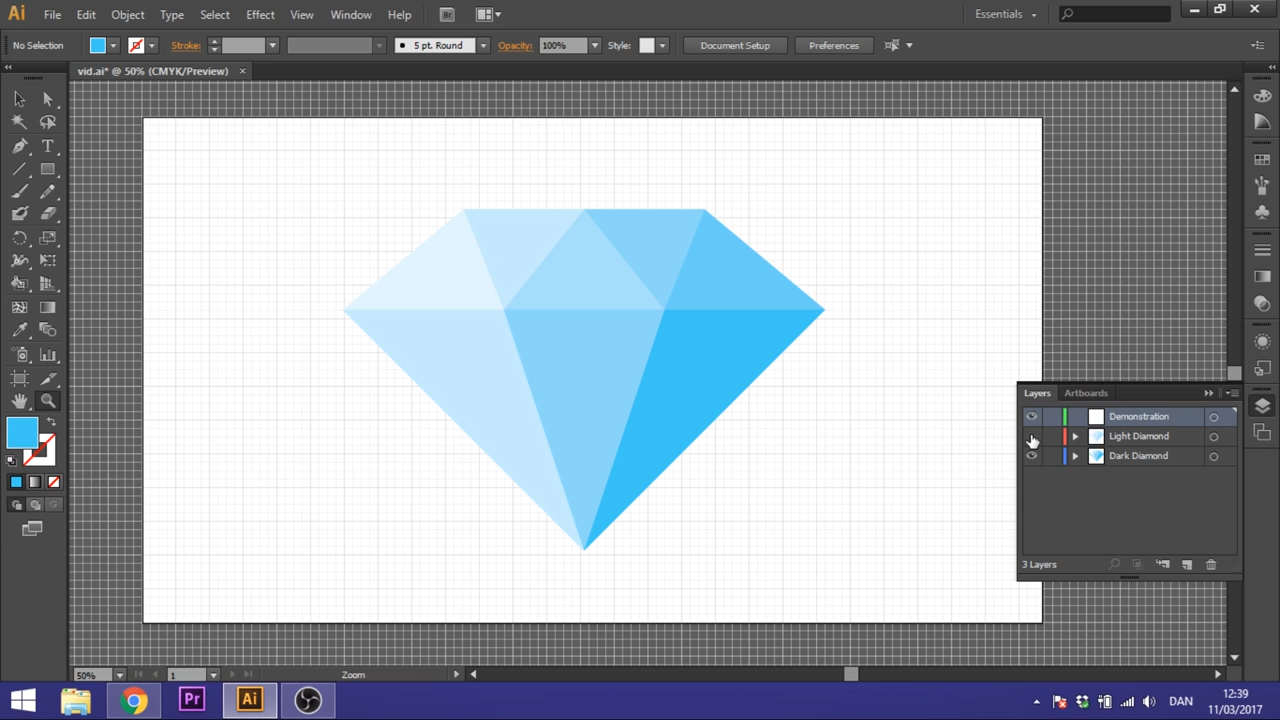 Ai File Edit Object Type Select Effect View Window Help Br Essentials
No Selection Stroke: 5 pt. Round Opacity: 100% Style: Document Setup Preferences
vid.ai* @ 50% (CMYK/Preview)
T
Layers Artboards
Demonstration
Light Diamond
Dark Diamond
3 Layers
50% 1 Zoom
Pr Ai DAN 12:39
11/03/2017